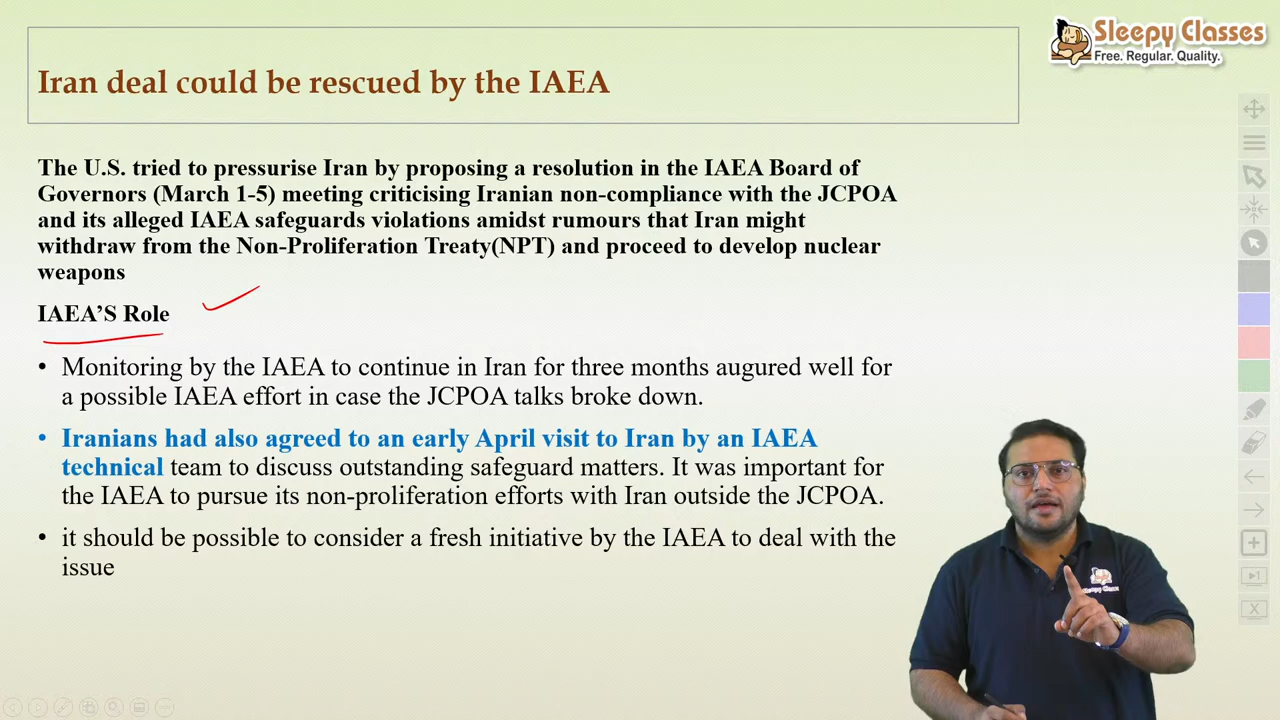 Sleepy Classes
Free. Regular. Quality.
Iran deal could be rescued by the IAEA
The U.S. tried to pressurise Iran by proposing a resolution in the IAEA Board of
Governors (March 1-5) meeting criticising Iranian non-compliance with the JCPOA
and its alleged IAEA safeguards violations amidst rumours that Iran might
withdraw from the Non-Proliferation Treaty(NPT) and proceed to develop nuclear
weapons
IAEA’S Role
• Monitoring by the IAEA to continue in Iran for three months augured well for
a possible IAEA effort in case the JCPOA talks broke down.
• Iranians had also agreed to an early April visit to Iran by an IAEA
technical team to discuss outstanding safeguard matters. It was important for
the IAEA to pursue its non-proliferation efforts with Iran outside the JCPOA.
• it should be possible to consider a fresh initiative by the IAEA to deal with the
issue
Sleepy Classes